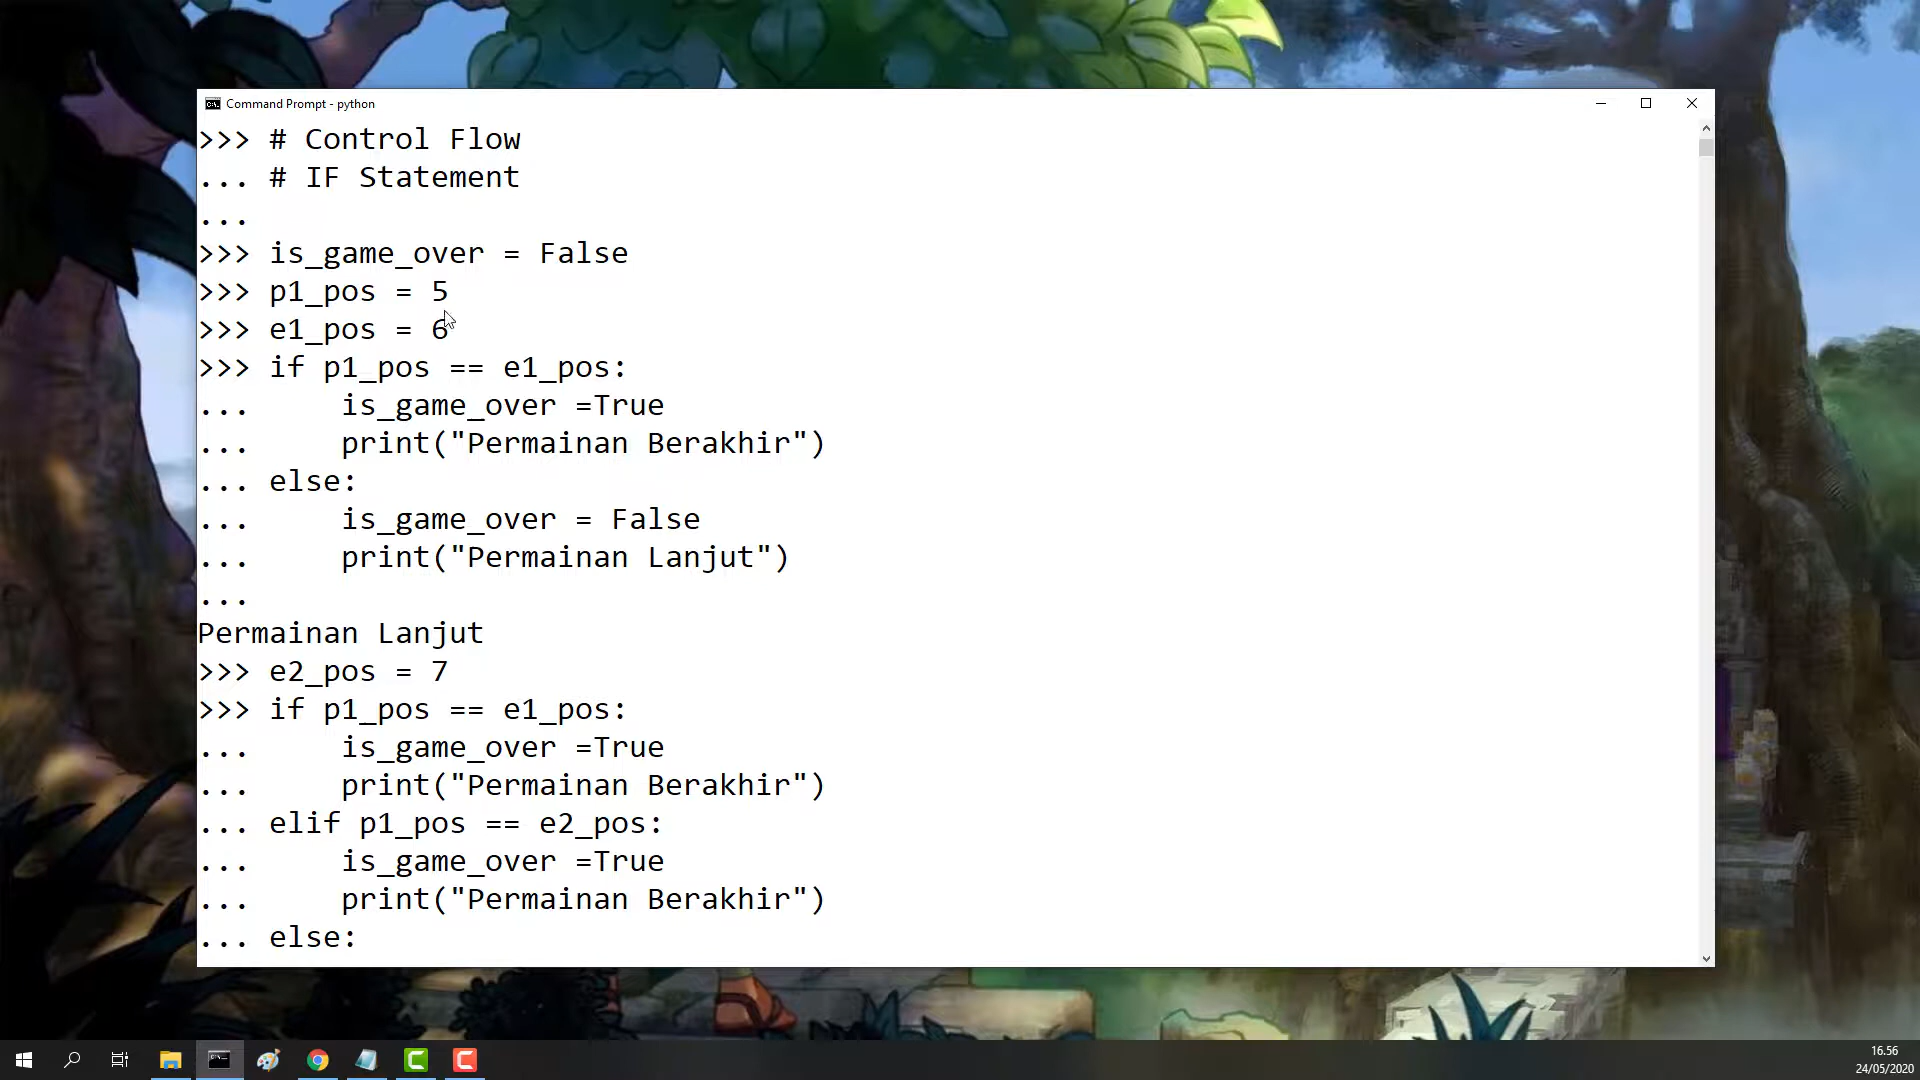 Command Prompt - python
>>> # Control Flow
... # IF Statement
...
>>> is_game_over = False
>>> p1_pos = 5
>>> e1_pos = 6
>>> if p1_pos == e1_pos:
...     is_game_over =True
...     print("Permainan Berakhir")
... else:
...     is_game_over = False
...     print("Permainan Lanjut")
...
Permainan Lanjut
>>> e2_pos = 7
>>> if p1_pos == e1_pos:
...     is_game_over =True
...     print("Permainan Berakhir")
... elif p1_pos == e2_pos:
...     is_game_over =True
...     print("Permainan Berakhir")
... else:
16.56
24/05/2020